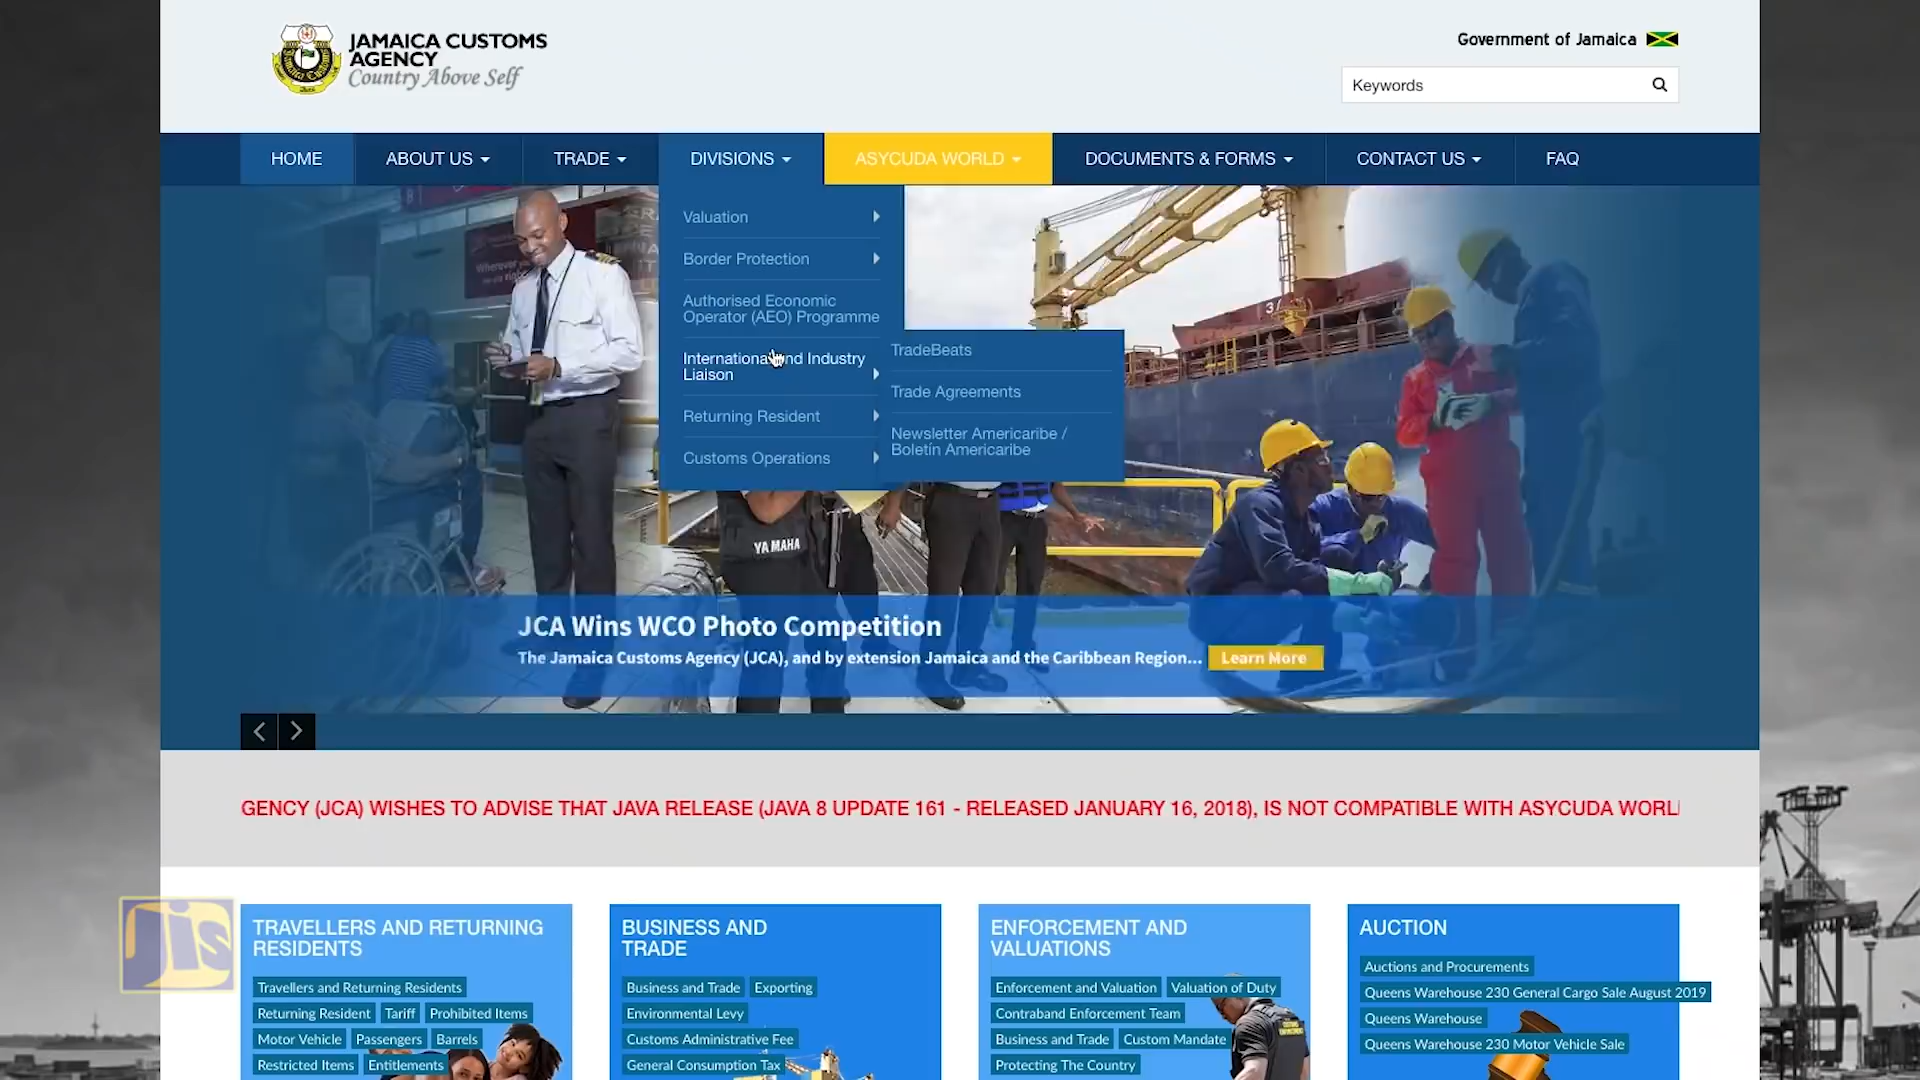 JAMAICA CUSTOMS
AGENCY
Country Above Self
Government of Jamaica
Keywords
HOME
ABOUT US
TRADE
DIVISIONS
ASYCUDA WORLD
DOCUMENTS & FORMS
CONTACT US
FAQ
Valuation
Border Protection
Authorised Economic
Operator (AEO) Programme
International and Industry
Liaison
Returning Resident
Customs Operations
TradeBeats
Trade Agreements
Newsletter Americaribe /
Boletín Americaribe
YAMAHA
JCA Wins WCO Photo Competition
The Jamaica Customs Agency (JCA), and by extension Jamaica and the Caribbean Region...
Learn More
GENCY (JCA) WISHES TO ADVISE THAT JAVA RELEASE (JAVA 8 UPDATE 161 - RELEASED JANUARY 16, 2018), IS NOT COMPATIBLE WITH ASYCUDA WORL
JIS
TRAVELLERS AND RETURNING
RESIDENTS
Travellers and Returning Residents
Returning Resident Tariff Prohibited Items
Motor Vehicle Passengers Barrels
Restricted Items Entitlements
BUSINESS AND
TRADE
Business and Trade Exporting
Environmental Levy
Customs Administrative Fee
General Consumption Tax
ENFORCEMENT AND
VALUATIONS
Enforcement and Valuation Valuation of Duty
Contraband Enforcement Team
Business and Trade Custom Mandate
Protecting The Country
AUCTION
Auctions and Procurements
Queens Warehouse 230 General Cargo Sale August 2019
Queens Warehouse
Queens Warehouse 230 Motor Vehicle Sale